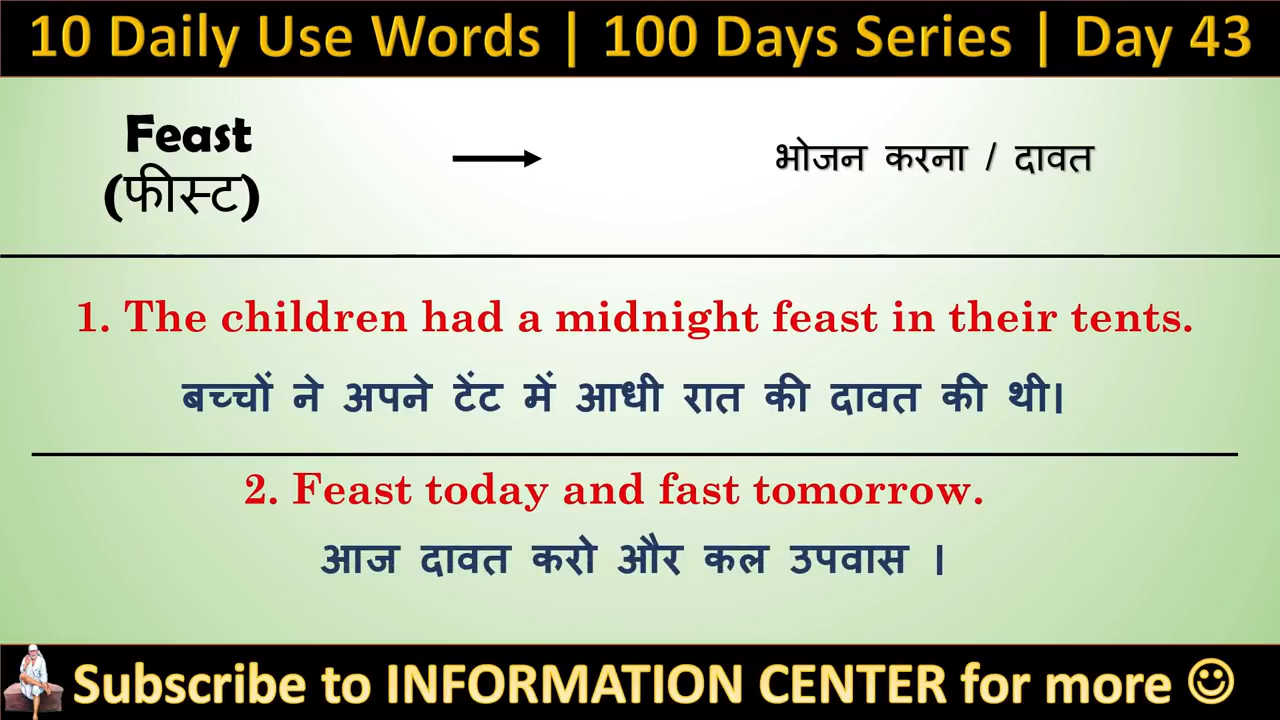 10 Daily Use Words | 100 Days Series | Day 43
Feast
(फीस्ट)
भोजन करना / दावत
1. The children had a midnight feast in their tents.
बच्चों ने अपने टेंट में आधी रात की दावत की थी।
2. Feast today and fast tomorrow.
आज दावत करो और कल उपवास ।
Subscribe to INFORMATION CENTER for more ☺